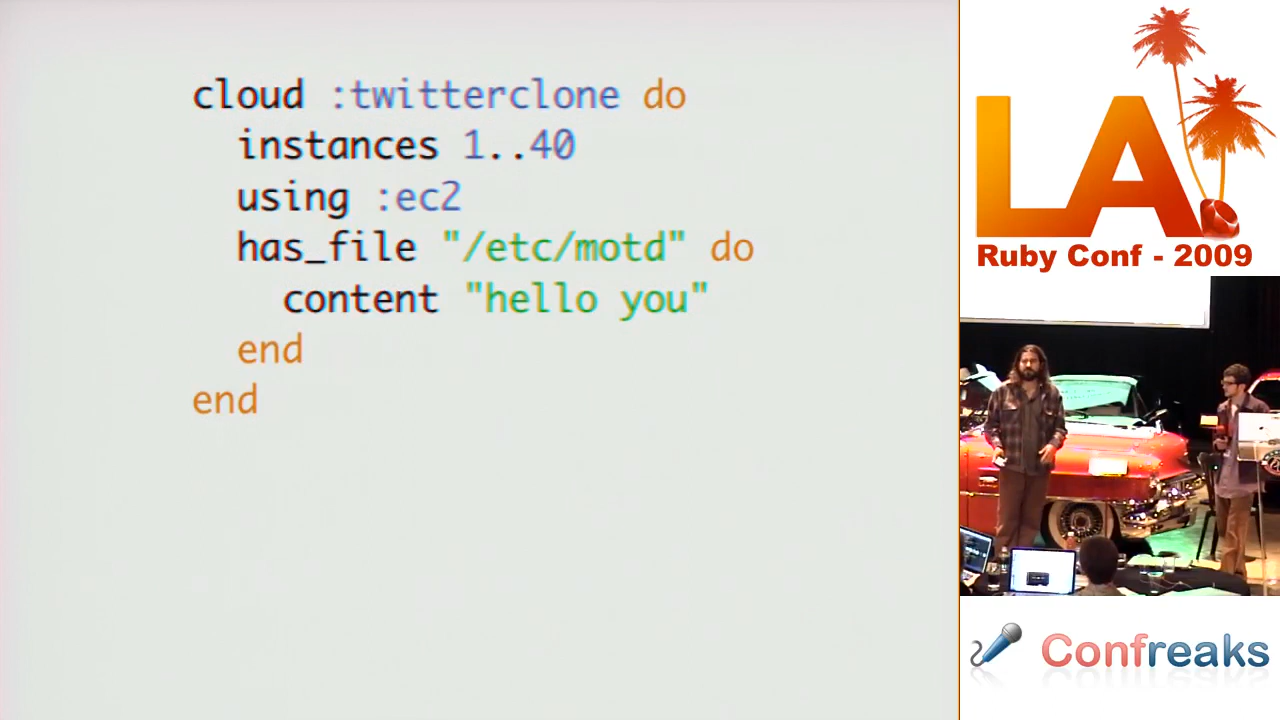 cloud :twitterclone do
  instances 1..40
  using :ec2
  has_file "/etc/motd" do
    content "hello you"
  end
end
LA
Ruby Conf - 2009
Confreaks